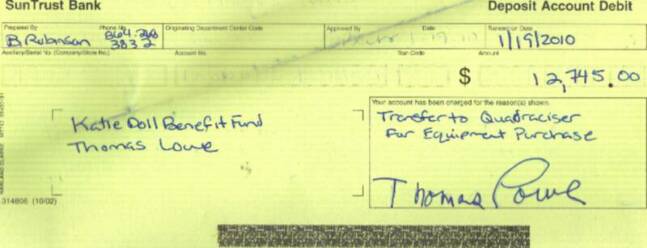 SunTrust Bank
Deposit Account Debit
Prepared By
Phone No.
Originating Department Center Code
Approved By
Date
B Robinson
3832
1/19/2010
Auxiliary/Serial No. (Company/Store No.)
Account No.
Tran Code
Amount
$ 12,745.00
Katie Doll Benefit Fund
Thomas Lowe
Your account has been charged for the reason(s) shown.
Transfer to Quadraciser
For Equipment Purchase
Thomas Lowe
314806 (10/02)